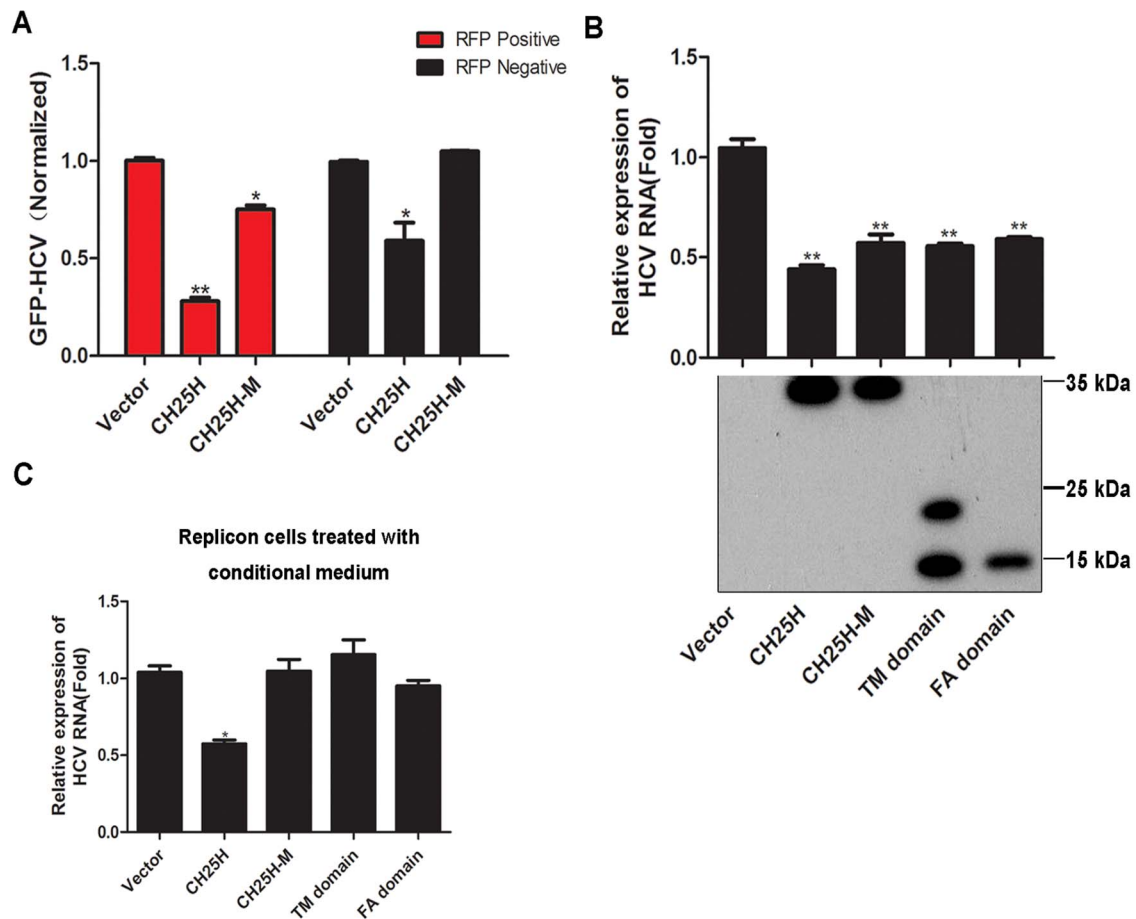 A
RFP Positive
RFP Negative
GFP-HCV (Normalized)
1.5
1.0
0.5
0.0
**
*
*
Vector
CH25H
CH25H-M
Vector
CH25H
CH25H-M
B
Relative expression of
HCV RNA(Fold)
1.5
1.0
0.5
0.0
**
**
**
**
35 kDa
25 kDa
15 kDa
Vector
CH25H
CH25H-M
TM domain
FA domain
C
Replicon cells treated with
conditional medium
Relative expression of
HCV RNA(Fold)
1.5
1.0
0.5
0.0
*
Vector
CH25H
CH25H-M
TM domain
FA domain